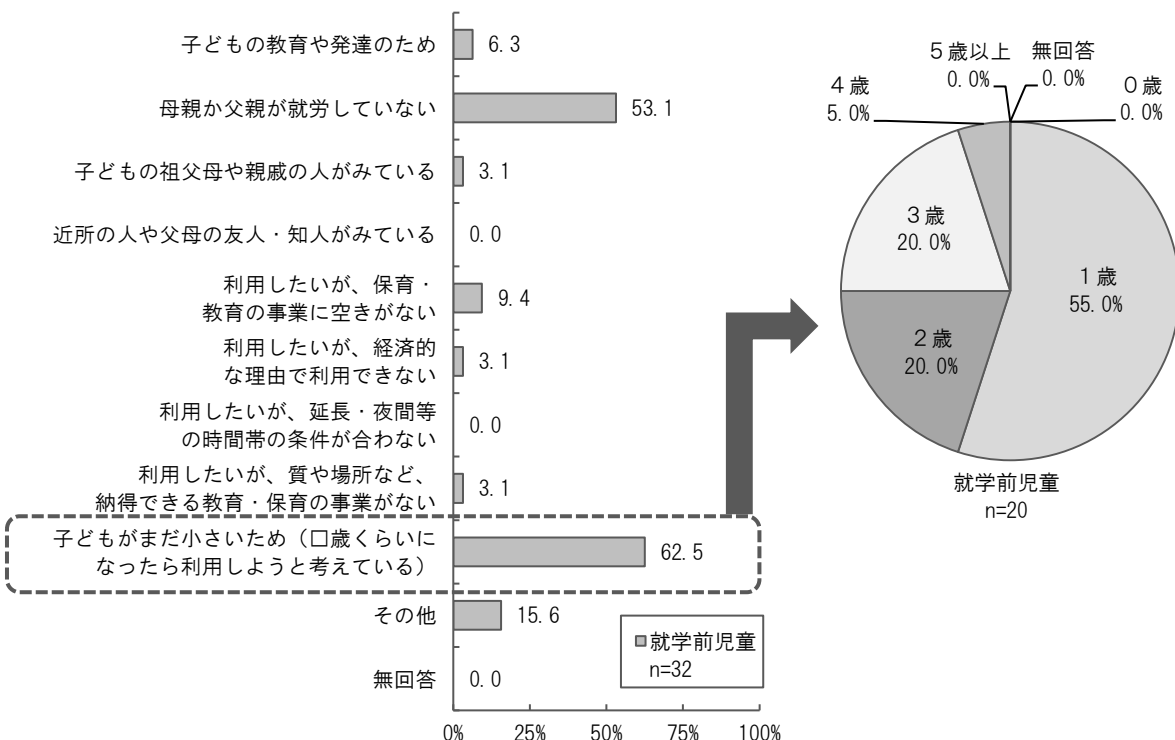 子どもの教育や発達のため
6.3
母親か父親が就労していない
53.1
子どもの祖父母や親戚の人がみている
3.1
近所の人や父母の友人・知人がみている
0.0
利用したいが、保育・
教育の事業に空きがない
9.4
利用したいが、経済的
な理由で利用できない
3.1
利用したいが、延長・夜間等
の時間帯の条件が合わない
0.0
利用したいが、質や場所など、
納得できる教育・保育の事業がない
3.1
子どもがまだ小さいため（□歳くらいに
なったら利用しようと考えている）
62.5
その他
15.6
無回答
0.0
就学前児童
n=32
0% 25% 50% 75% 100%
５歳以上
0.0%
無回答
0.0%
０歳
0.0%
４歳
5.0%
３歳
20.0%
２歳
20.0%
１歳
55.0%
就学前児童
n=20